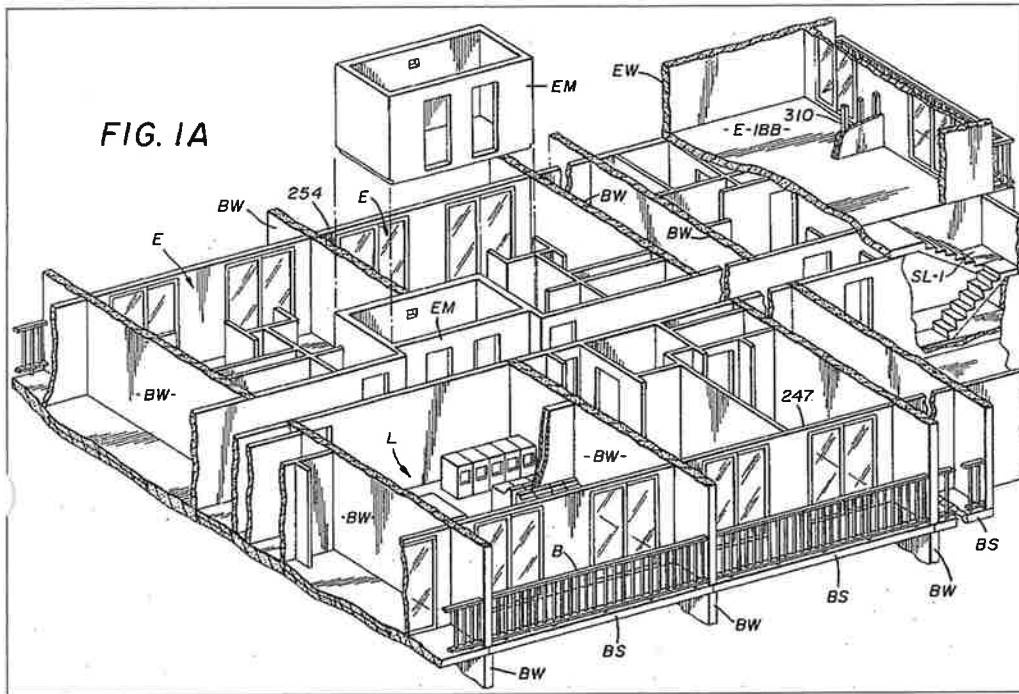 EW
EM
310
-E-1BB-
FIG. 1A
254
E
BW
BW
E
BW
SL-1
EM
247
-BW-
-BW-
L
-BW-
B
BS
BW
BS
BW
BS
BW